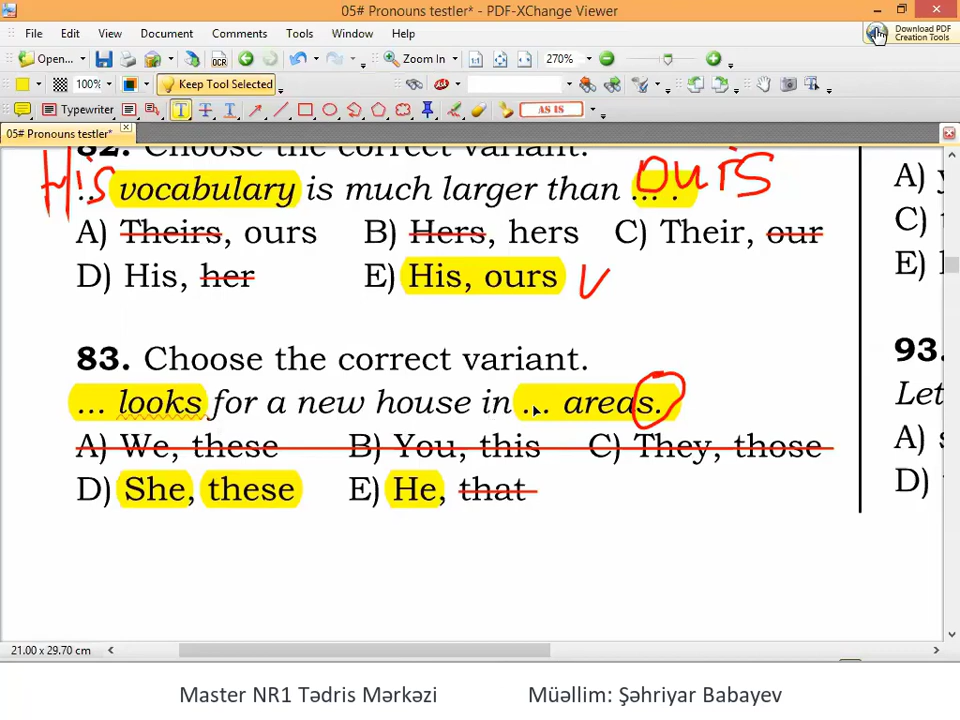 05# Pronouns testler* - PDF-XChange Viewer
File Edit View Document Comments Tools Window Help
Download PDF Creation Tools
Open... OCR Zoom In 270%
100% Keep Tool Selected
Typewriter T T T AS IS
05# Pronouns testler*
82. Choose the correct variant.
His ours
... vocabulary is much larger than ... .
A) Theirs, ours B) Hers, hers C) Their, our
D) His, her E) His, ours V
83. Choose the correct variant.
... looks for a new house in ... areas.
A) We, these B) You, this C) They, those
D) She, these E) He, that
A) y
C)
E)
93.
Let
A) s
D)
21.00 x 29.70 cm
Master NR1 Tədris Mərkəzi Müəllim: Şəhriyar Babayev